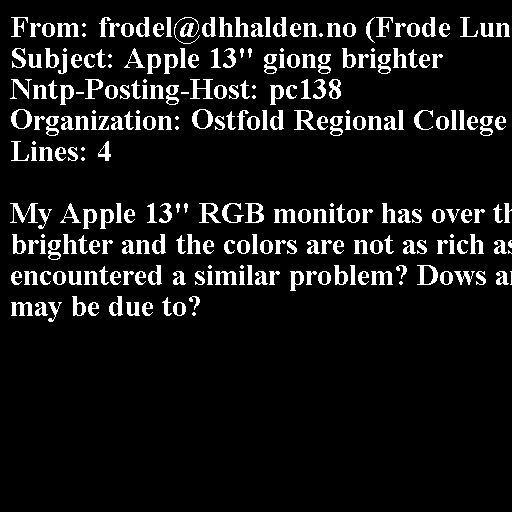 From: frodel@dhhalden.no (Frode Lun
Subject: Apple 13" giong brighter
Nntp-Posting-Host: pc138
Organization: Ostfold Regional College
Lines: 4

My Apple 13" RGB monitor has over th
brighter and the colors are not as rich as
encountered a similar problem? Dows an
may be due to?